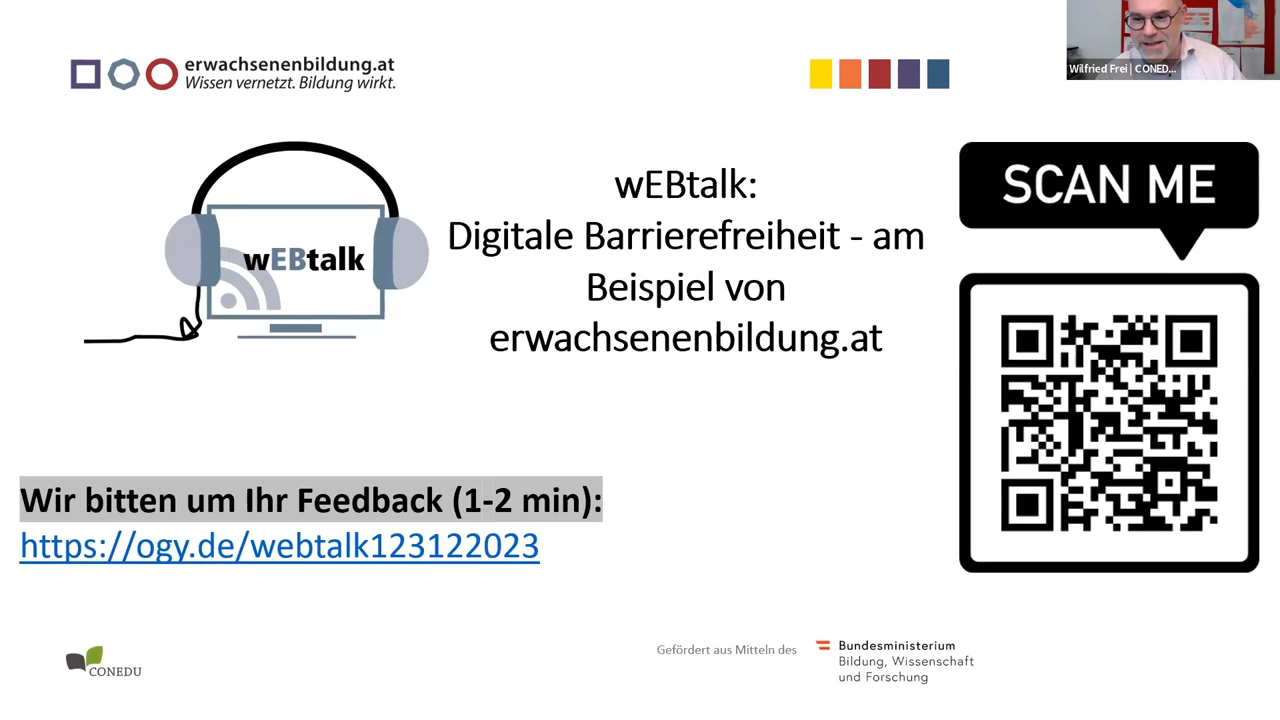 erwachsenenbildung.at
Wissen vernetzt. Bildung wirkt.
Wilfried Frei | CONED...
wEBtalk
wEBtalk:
Digitale Barrierefreiheit - am
Beispiel von
erwachsenenbildung.at
SCAN ME
Wir bitten um Ihr Feedback (1-2 min):
https://ogy.de/webtalk123122023
CONEDU
Gefördert aus Mitteln des
Bundesministerium
Bildung, Wissenschaft
und Forschung